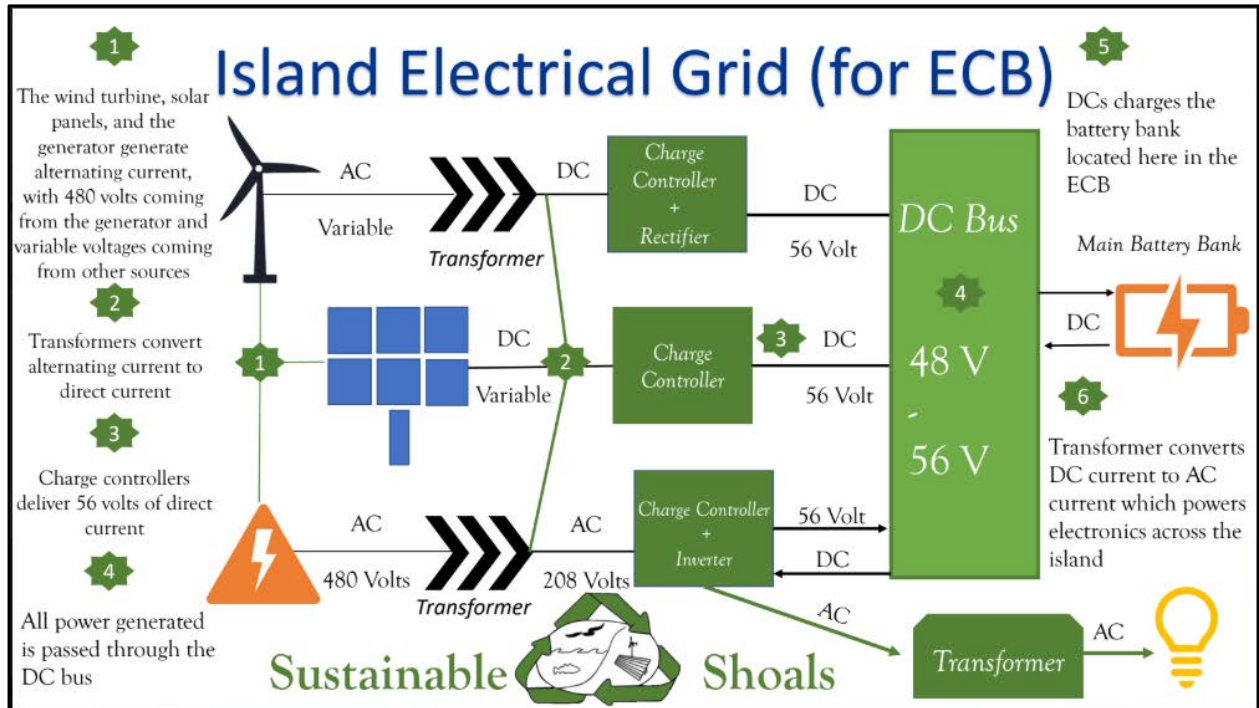 Island Electrical Grid (for ECB)
1
The wind turbine, solar
panels, and the
generator generate
alternating current,
with 480 volts coming
from the generator and
variable voltages coming
from other sources
2
Transformers convert
alternating current to
direct current
3
Charge controllers
deliver 56 volts of direct
current
4
All power generated
is passed through the
DC bus
AC
Variable
Transformer
DC
Charge
Controller
+
Rectifier
DC
56 Volt
1
DC
Variable
2
Charge
Controller
3
DC
56 Volt
AC
480 Volts
Transformer
AC
208 Volts
Charge Controller
+
Inverter
56 Volt
DC
DC Bus
4
48 V
-
56 V
5
DCs charges the
battery bank
located here in the
ECB
Main Battery Bank
DC
6
Transformer converts
DC current to AC
current which powers
electronics across the
island
AC
Transformer
AC
Sustainable Shoals